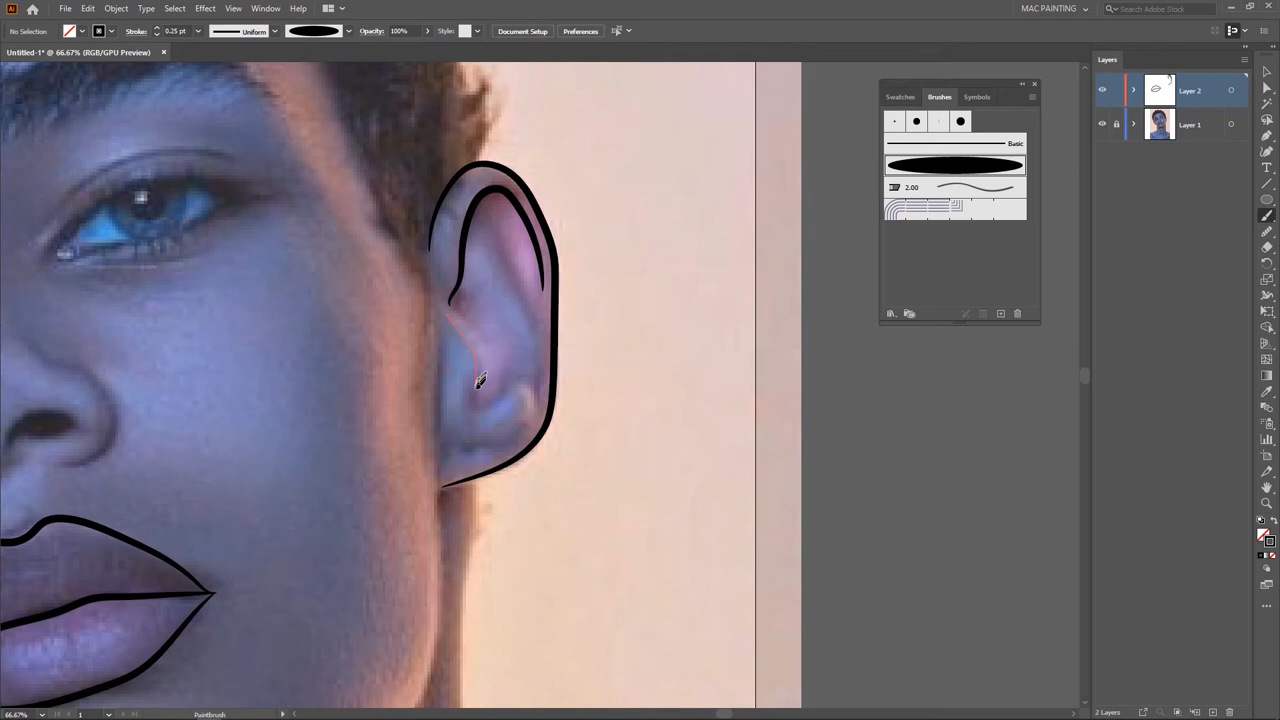 Ai File Edit Object Type Select Effect View Window Help MAC PAINTING Search Adobe Stock
No Selection Stroke: 0.25 pt Uniform Opacity: 100% Style: Document Setup Preferences
Untitled-1* @ 66.67% (RGB/GPU Preview)
Layers
Layer 2
Layer 1
Swatches Brushes Symbols
Basic
2.00
66.67% 1 Paintbrush
2 Layers